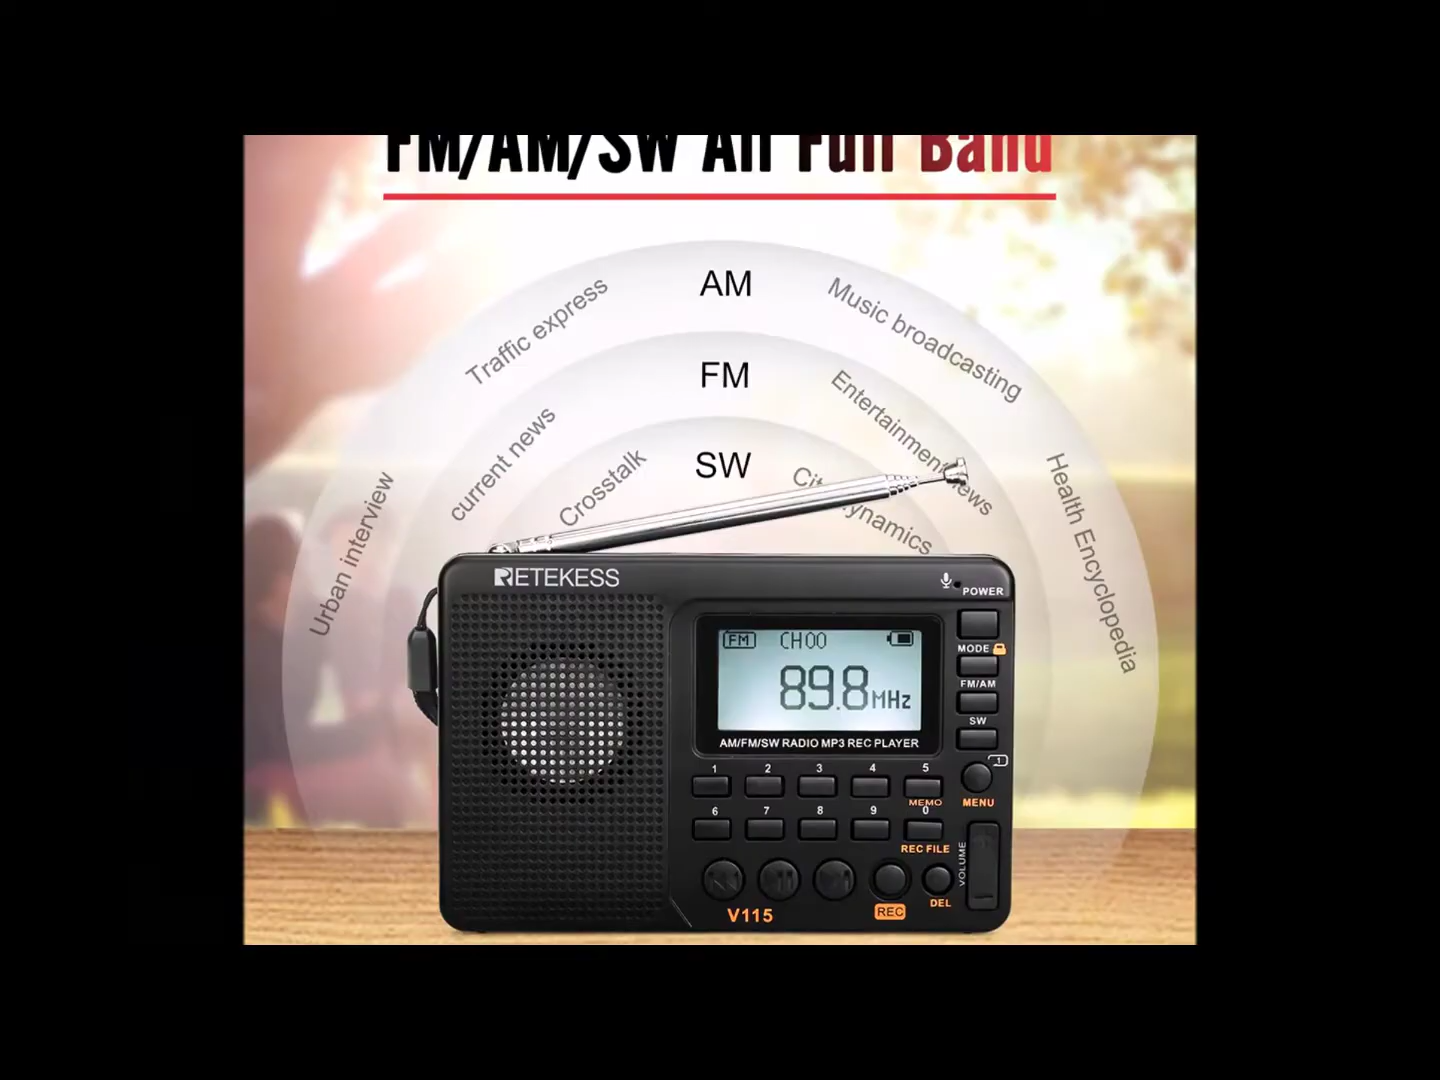 FM/AM/SW All Full Band
AM
Traffic express
Music broadcasting
FM
current news
Entertainment news
SW
Crosstalk
Urban interview
Health Encyclopedia
RETEKESS
POWER
FM CH00
MODE
89.8MHz
FM/AM
SW
AM/FM/SW RADIO MP3 REC PLAYER
1 2 3 4 5
1
MEMO
MENU
6 7 8 9 0
REC FILE
VOLUME
V115
REC
DEL